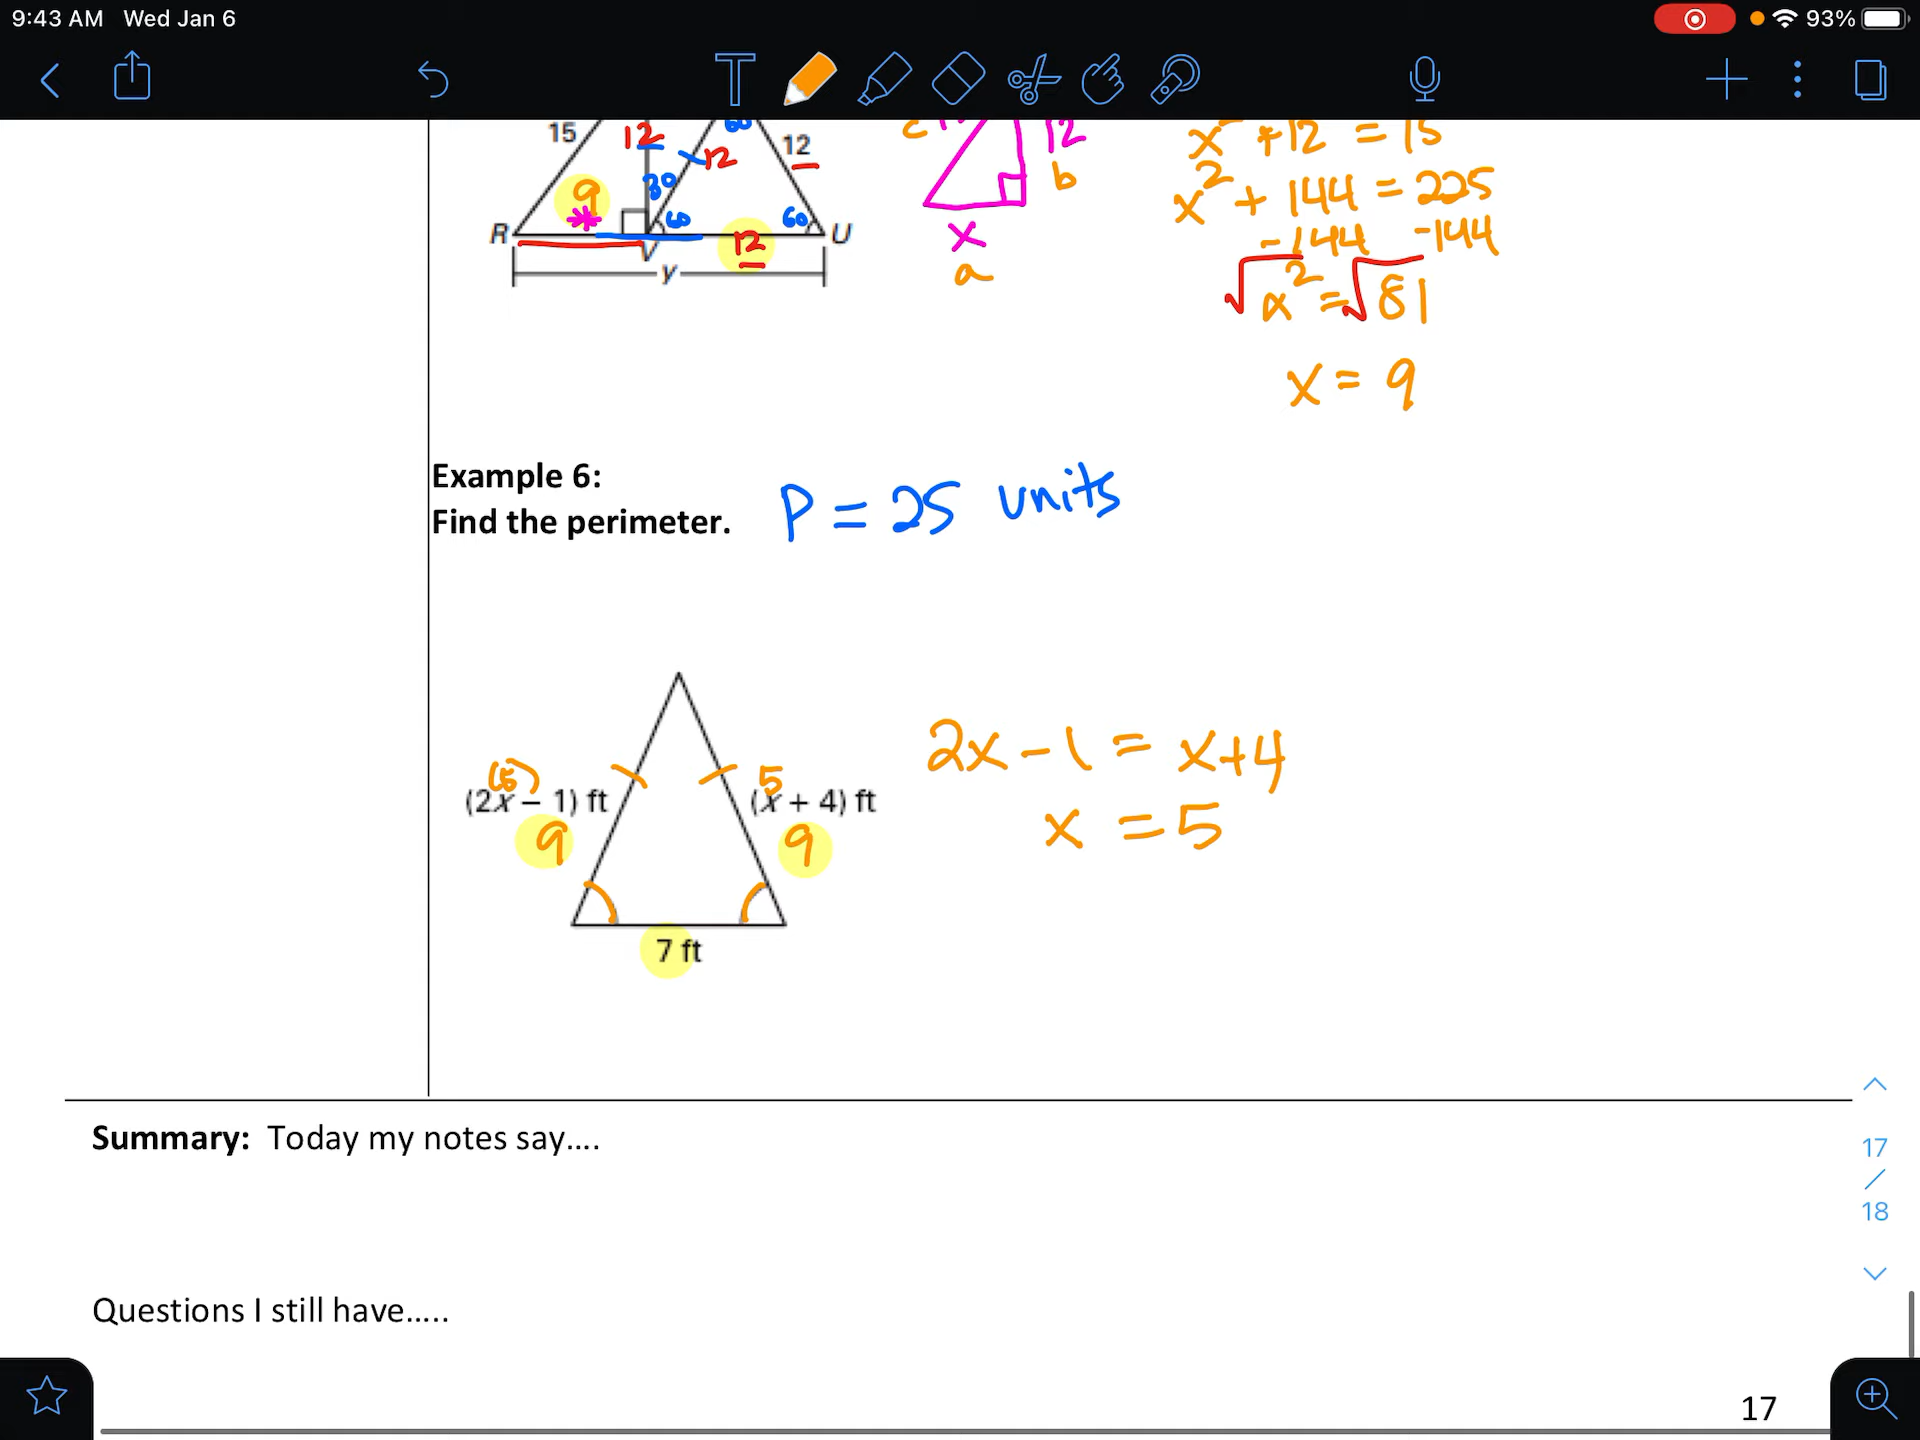 9:43 AM Wed Jan 6
93%
15
12
12
12
60
9
30
60
60
R
V
12
U
y
c
12
b
x
a
x² + 12 = 15
x² + 144 = 225
-144 -144
√x² = √81
x = 9
Example 6:
Find the perimeter.
P = 25 units
(5)
(2x – 1) ft
9
5
(x + 4) ft
9
7 ft
2x - 1 = x + 4
x = 5
Summary: Today my notes say....
17
/
18
Questions I still have.....
17